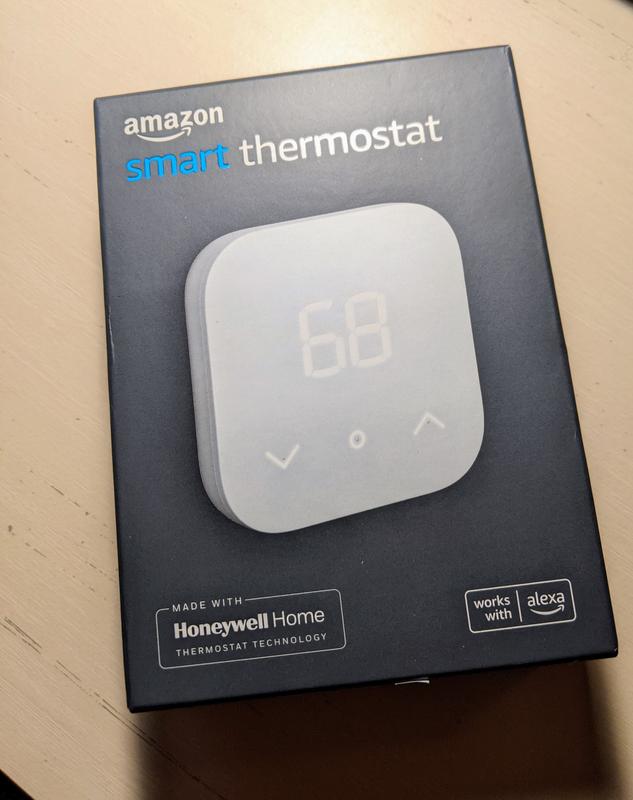 amazon
smart thermostat
68
MADE WITH
Honeywell Home
THERMOSTAT TECHNOLOGY
works
with
alexa